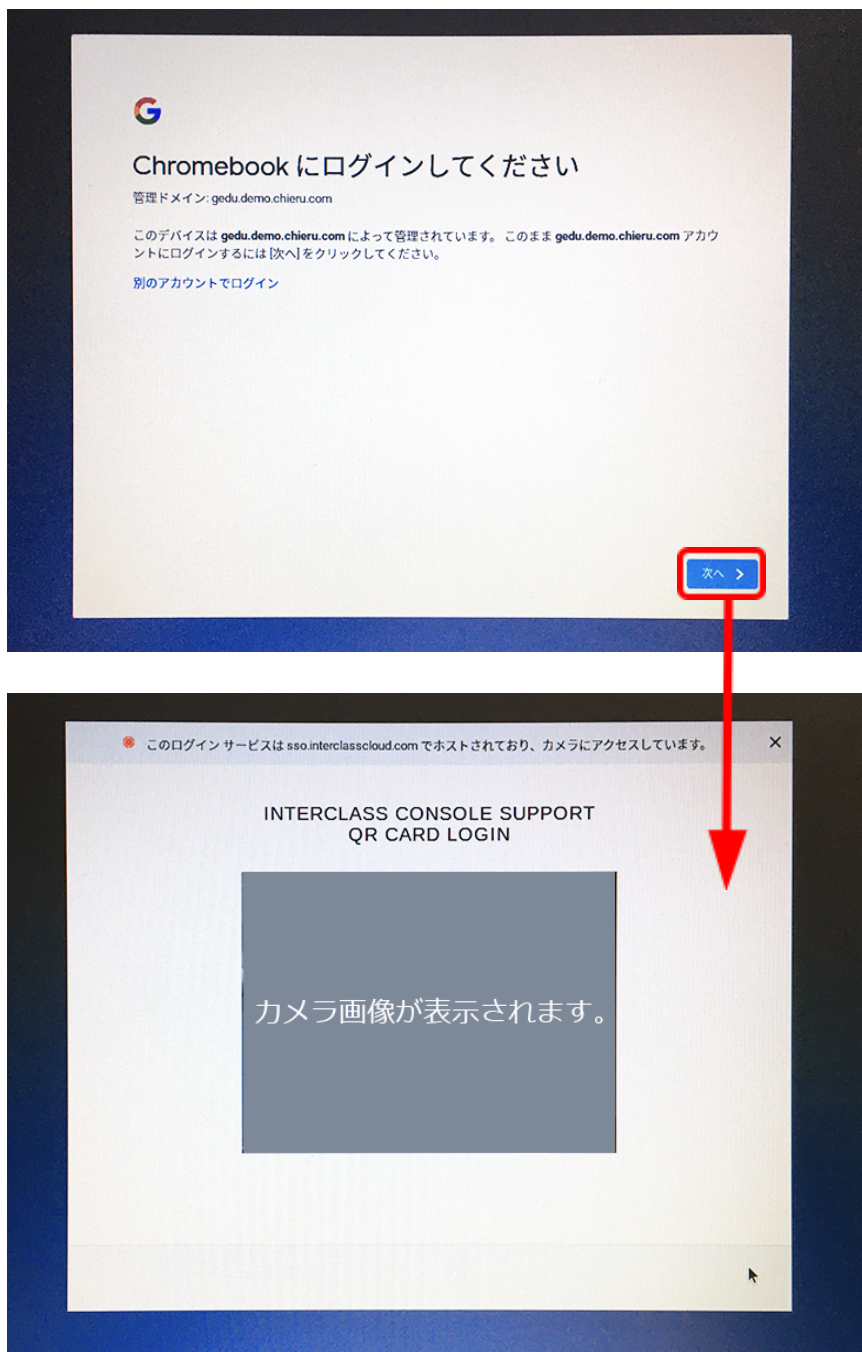 Chromebook にログインしてください
管理ドメイン: gedu.demo.chieru.com
このデバイスは gedu.demo.chieru.com によって管理されています。 このまま gedu.demo.chieru.com アカウ
ントにログインするには [次へ] をクリックしてください。
別のアカウントでログイン
次へ
このログイン サービスは sso.interclasscloud.com でホストされており、カメラにアクセスしています。
INTERCLASS CONSOLE SUPPORT
QR CARD LOGIN
カメラ画像が表示されます。